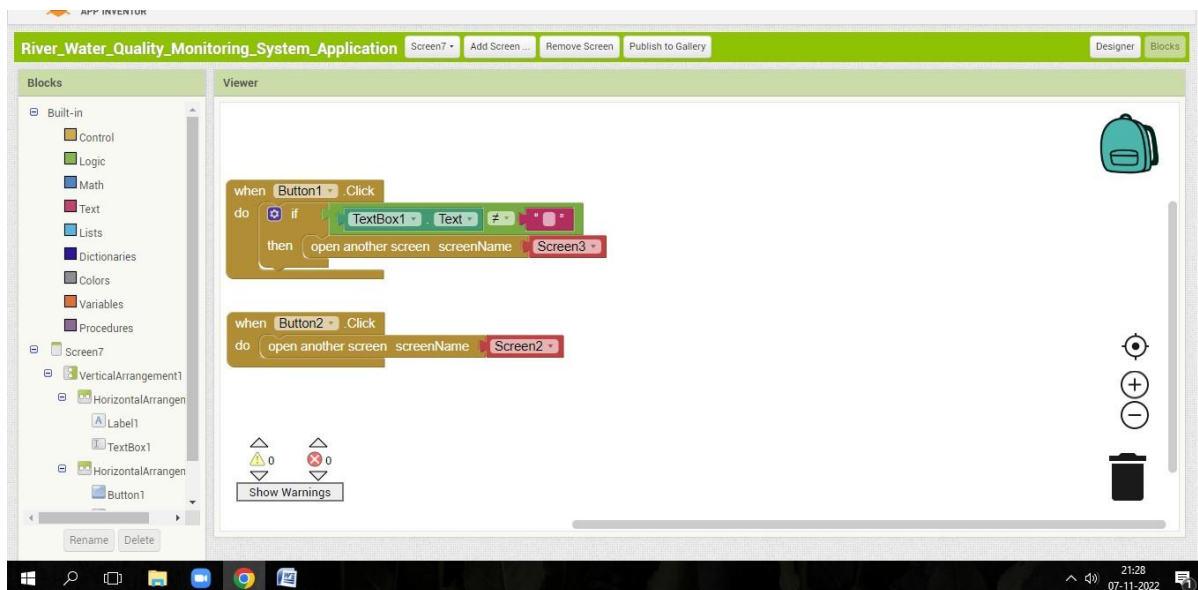 APP INVENTOR
River_Water_Quality_Monitoring_System_Application Screen7 Add Screen ... Remove Screen Publish to Gallery Designer Blocks
Blocks
Viewer
Built-in
Control
Logic
Math
Text
Lists
Dictionaries
Colors
Variables
Procedures
Screen7
VerticalArrangement1
HorizontalArrangen
Label1
TextBox1
HorizontalArrangen
Button1
Rename Delete
when Button1 .Click
do if TextBox1 . Text ≠ " "
then open another screen screenName Screen3
when Button2 .Click
do open another screen screenName Screen2
0 0
Show Warnings
21:28
07-11-2022
1